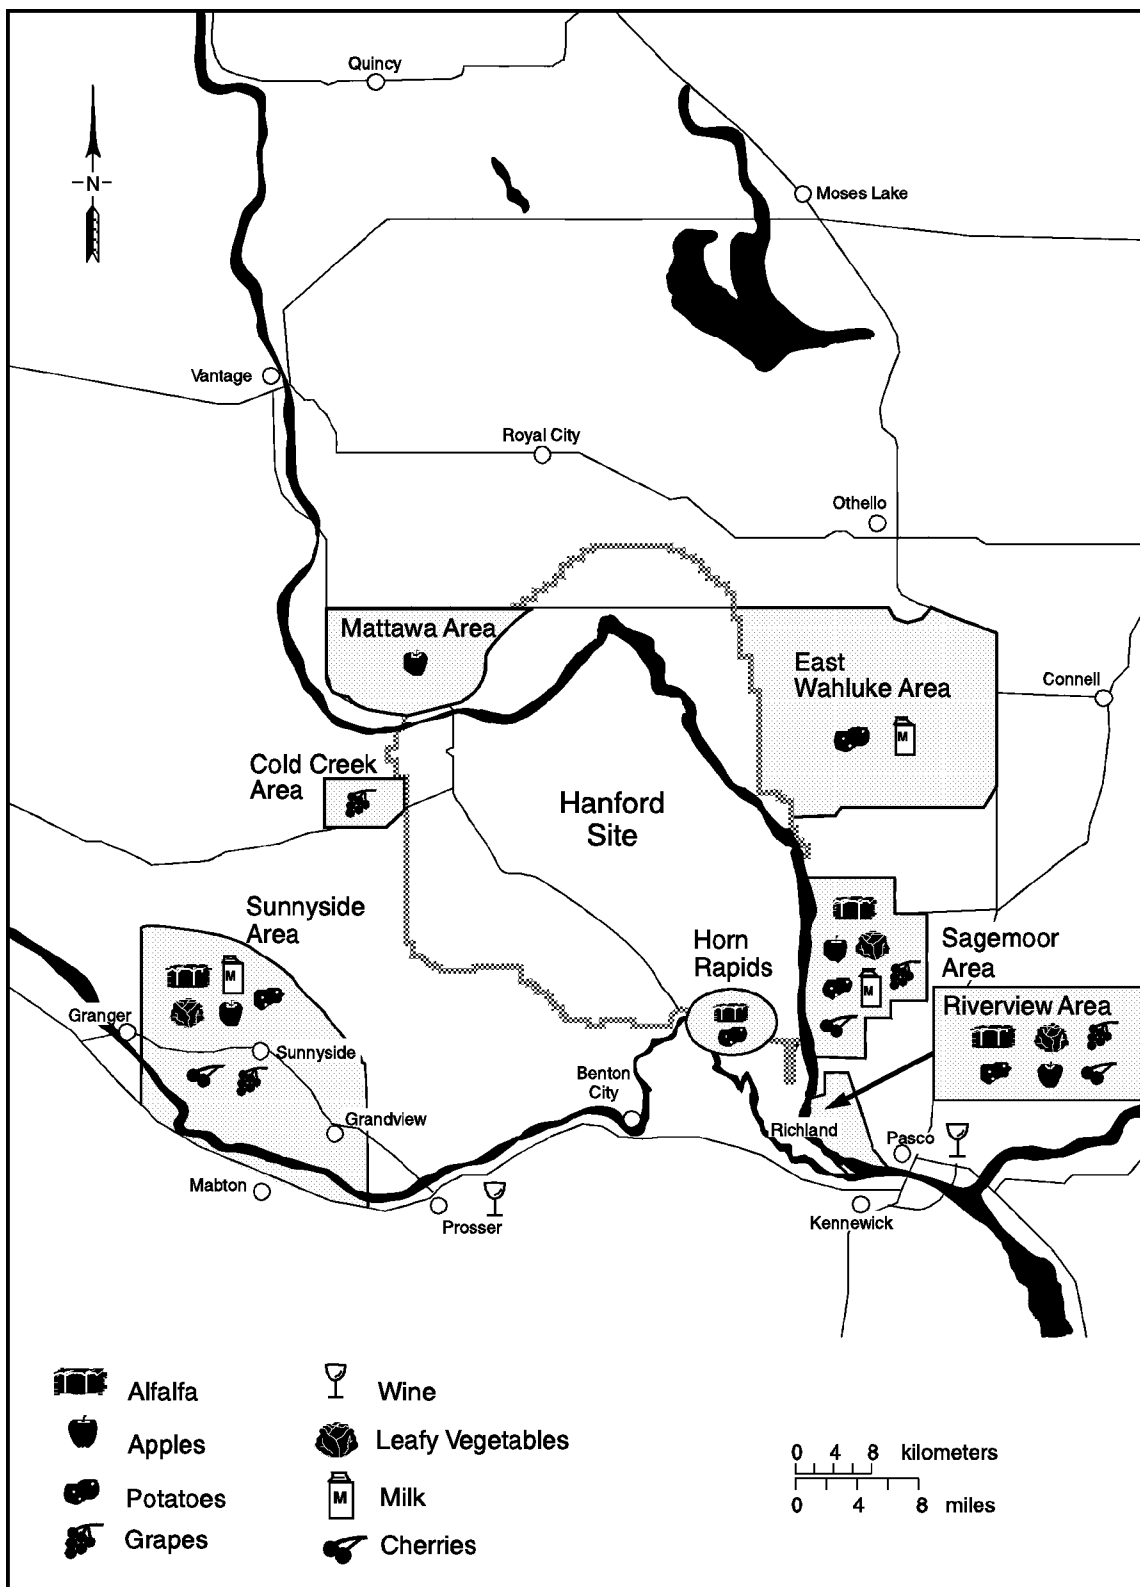 Quincy
N
Moses Lake
Vantage
Royal City
Othello
Mattawa Area
East
Wahluke Area
M
Connell
Cold Creek
Area
Hanford
Site
Sunnyside
Area
M
Horn
Rapids
M
Sagemoor
Area
Riverview Area
Granger
Sunnyside
Benton
City
Grandview
Richland
Pasco
Mabton
Prosser
Kennewick
Alfalfa
Wine
Apples
Leafy Vegetables
Potatoes
M
Milk
Grapes
Cherries
0 4 8 kilometers
0 4 8 miles